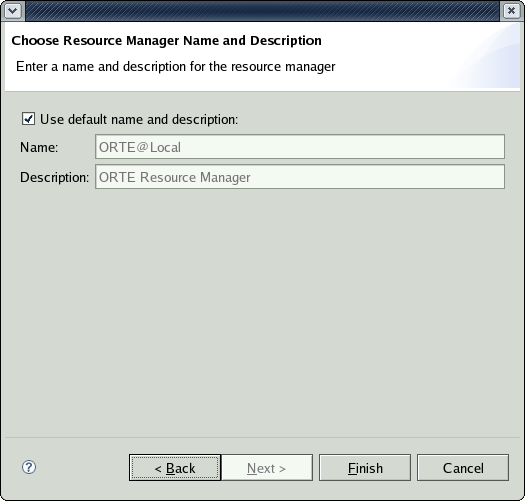 Choose Resource Manager Name and Description
Enter a name and description for the resource manager
Use default name and description:
Name: ORTE@Local
Description: ORTE Resource Manager
? < Back Next > Finish Cancel